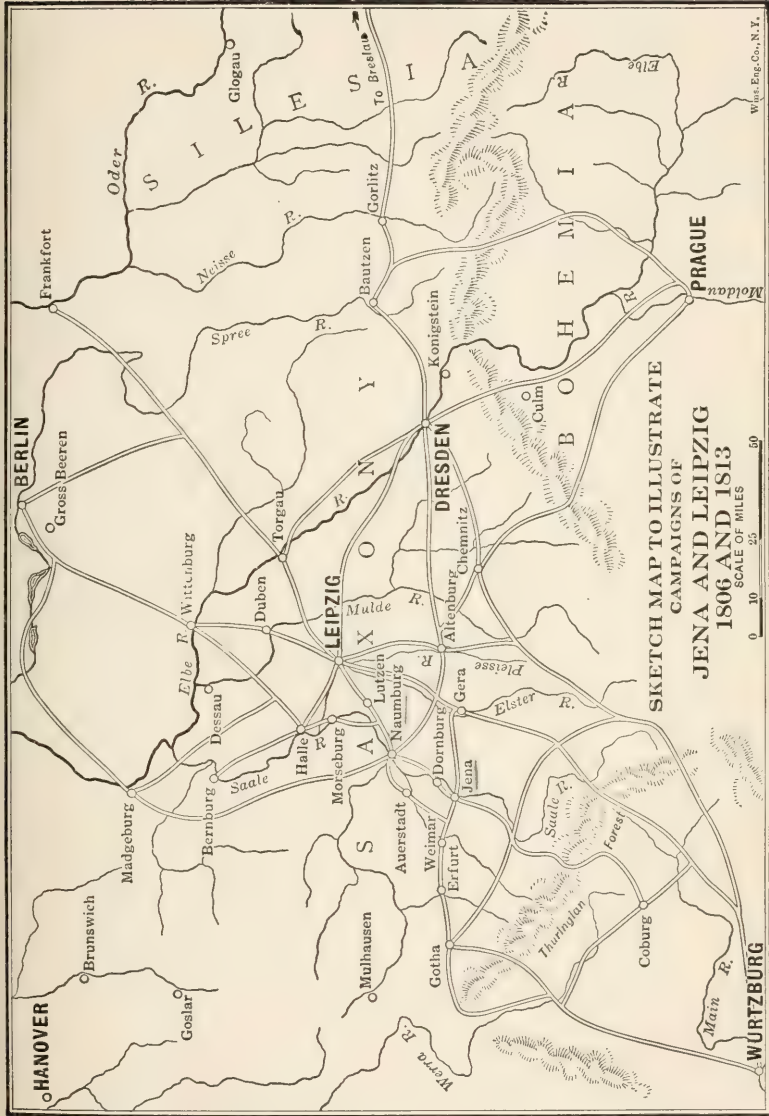 HANOVER
Brunswich
Goslar
Madgeburg
Bernburg
Dessau
Elbe R.
Wittenburg
BERLIN
Gross Beeren
Frankfort
Oder R.
Glogau
SILESIA
Neisse R.
Spree R.
To Breslau
Gorlitz
Bautzen
Torgau
R.
Duben
Mulde R.
LEIPZIG
Halle
Saale R
Morseburg
Lutzen
Naumburg
Auerstadt
Dornburg
Jena
Weimar
Erfurt
Gotha
Mulhausen
Werra R.
SAXONY
Konigstein
DRESDEN
Chemnitz
Altenburg
Pleisse R.
Gera
Elster R.
Saale R.
Thuringian Forest
Coburg
Main R.
WURTZBURG
Culm
BOHEMIA
Elbe
R
PRAGUE
Moldau
SKETCH MAP TO ILLUSTRATE
CAMPAIGNS OF
JENA AND LEIPZIG
1806 AND 1813
SCALE OF MILES
0 10 25 50
Wms. Eng. Co., N.Y.